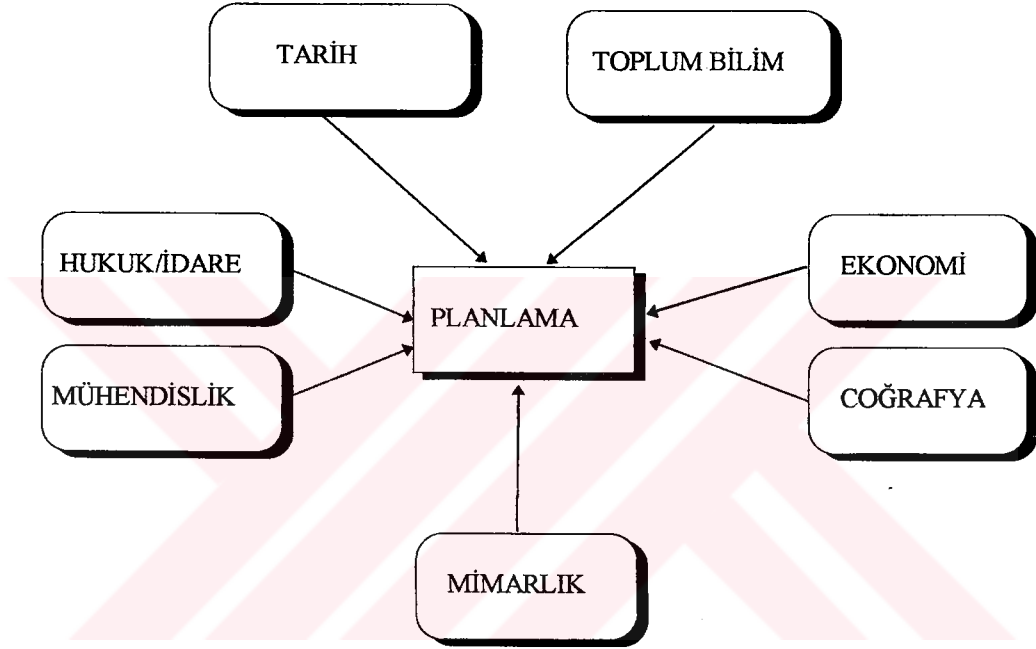 TARİH
TOPLUM BİLİM
HUKUK/İDARE
EKONOMİ
PLANLAMA
MÜHENDİSLİK
COĞRAFYA
MİMARLIK